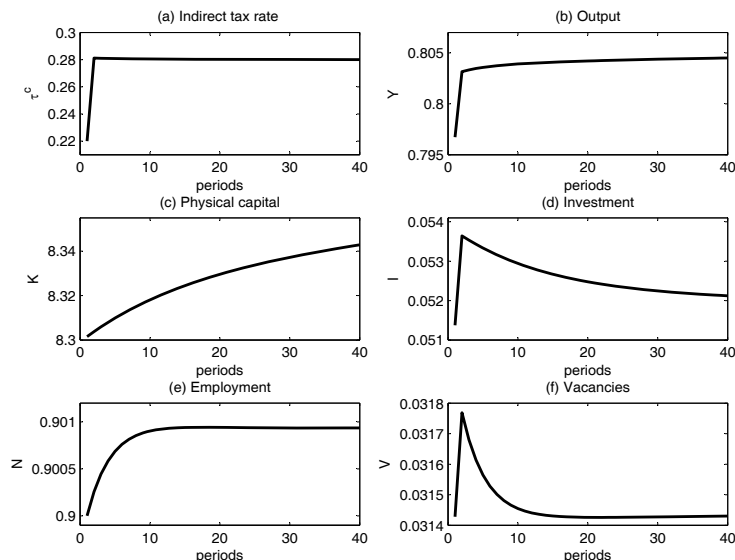 (a) Indirect tax rate
0.3
0.28
0.26
0.24
0.22
τc
0 10 20 30 40
periods
(b) Output
0.805
0.8
0.795
Y
0 10 20 30 40
periods
(c) Physical capital
8.34
8.32
8.3
K
0 10 20 30 40
periods
(d) Investment
0.054
0.053
0.052
0.051
I
0 10 20 30 40
periods
(e) Employment
0.901
0.9005
0.9
N
0 10 20 30 40
periods
(f) Vacancies
0.0318
0.0317
0.0316
0.0315
0.0314
V
0 10 20 30 40
periods